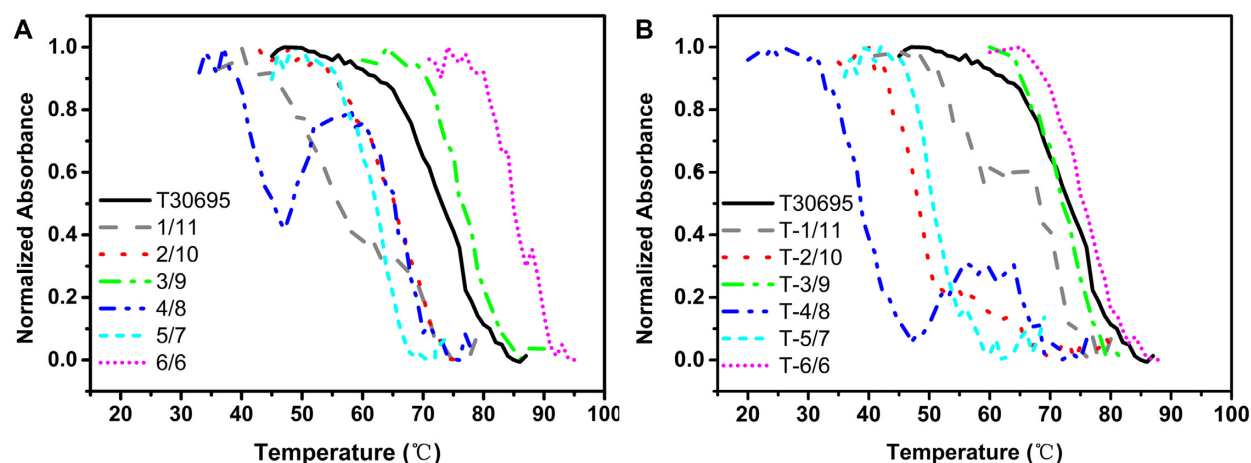 A
Normalized Absorbance
1.0
0.8
0.6
0.4
0.2
0.0
T30695
1/11
2/10
3/9
4/8
5/7
6/6
20 30 40 50 60 70 80 90 100
Temperature (℃)
B
Normalized Absorbance
1.0
0.8
0.6
0.4
0.2
0.0
T30695
T-1/11
T-2/10
T-3/9
T-4/8
T-5/7
T-6/6
20 30 40 50 60 70 80 90 100
Temperature (℃)